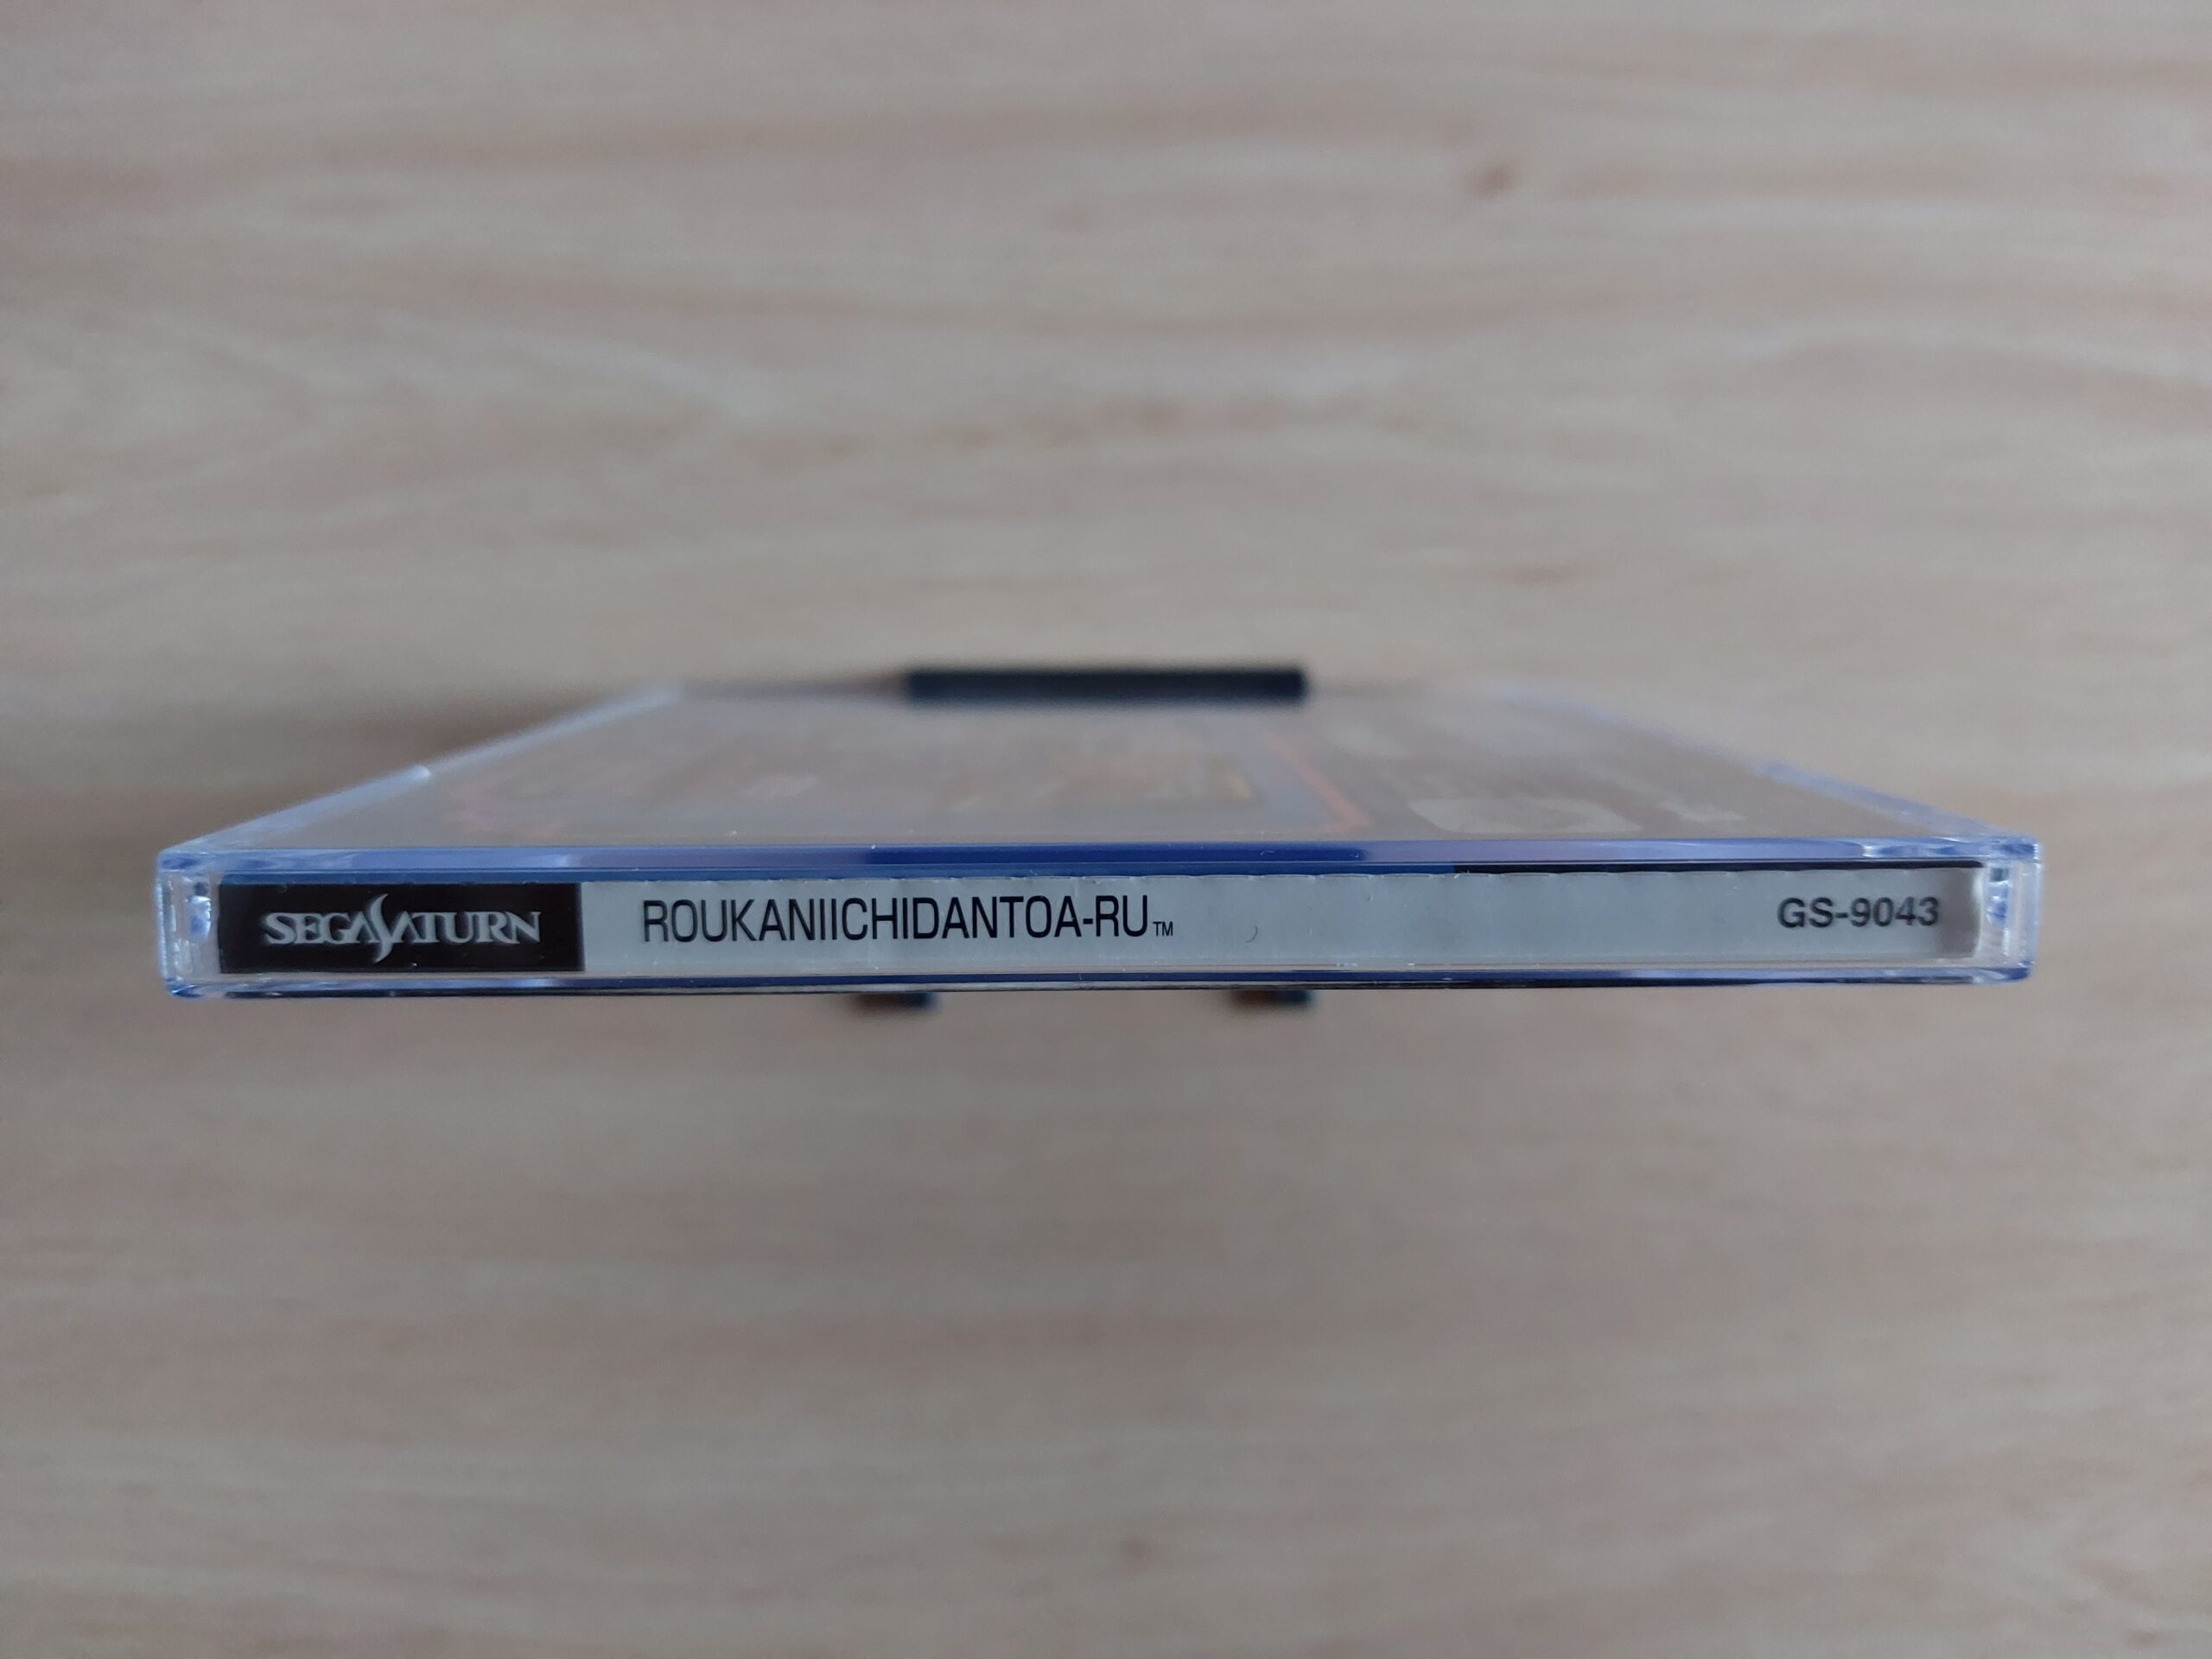 SEGA SATURN
ROUKANIICHIDANTOA-RU™
GS-9043